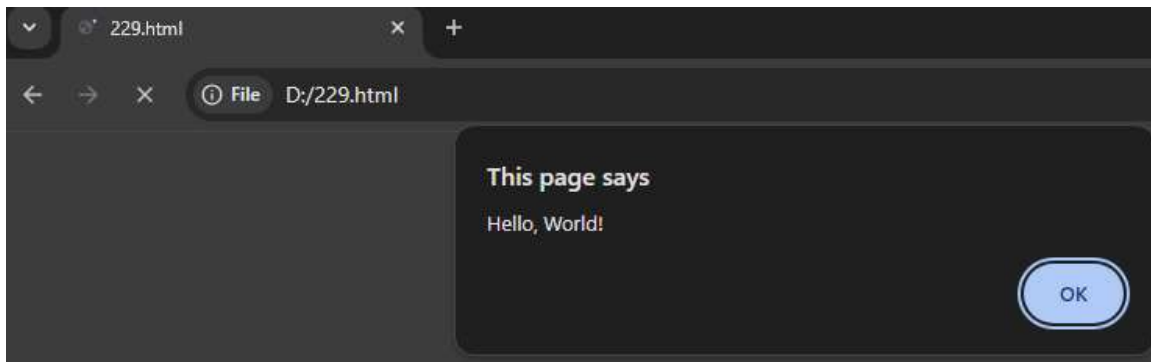 229.html
File D:/229.html
This page says
Hello, World!
OK